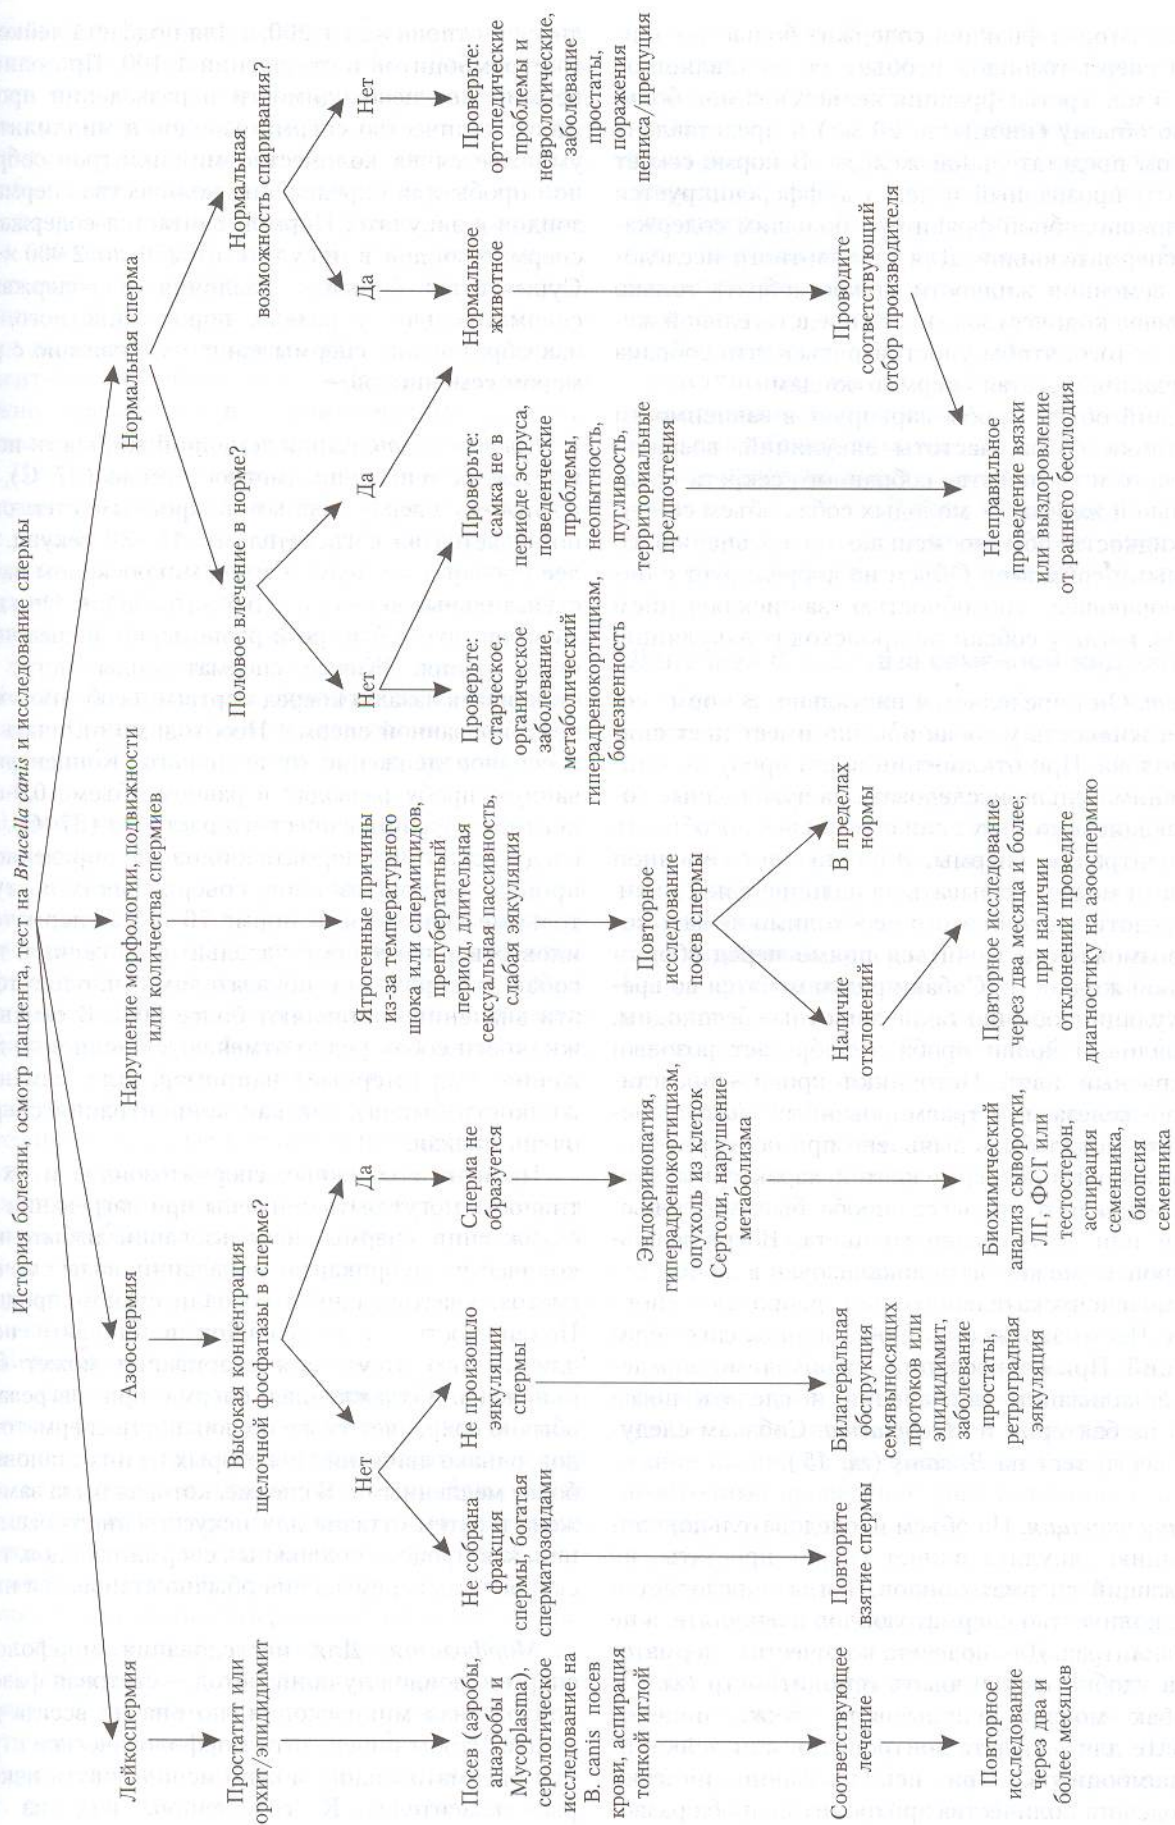 История болезни, осмотр пациента, тест на Brucella canis и исследование спермы
Лейкоспермия
Азооспермия
Нарушение морфологии, подвижности
или количества спермиев
Нормальная сперма
Простатит или
орхит/эпидидимит
Высокая концентрация
щелочной фосфатазы в сперме?
Половое влечение в норме?
Нормальная
возможность спаривания?
Нет
Да
Ятрогенные причины
из-за температурного
шока или спермицидов,
препубертатный
период, длительная
сексуальная пассивность,
слабая эякуляция
Нет
Да
Да
Нет
Посев (аэробы,
анаэробы и
Mycoplasma),
серологическое
исследование на
B. canis посев
крови, аспирация
тонкой иглой
Не собрана
фракция
спермы, богатая
сперматозоидами
Не произошло
эякуляции
спермы
Сперма не
образуется
Проверьте:
старческое,
органическое
заболевание
метаболический
гиперадренокортицизм,
болезненность
Проверьте:
самка не в
периоде эструса,
поведенческие
проблемы,
неопытность,
пугливость,
территориальные
предпочтения
Нормальное
животное
Проверьте:
ортопедические
проблемы и
неврологические,
заболевание
простаты,
поражения
пениса/препуция
Эндокринопатия,
гиперадренокортицизм,
опухоль из клеток
Сертоли, нарушение
метаболизма
Повторное
исследование
и посев спермы
Соответствующее
лечение
Повторите
взятие спермы
Билатеральная
обструкция
семявыносящих
протоков или
эпидидимит,
заболевание
простаты,
ретроградная
эякуляция
Наличие
отклонений
В пределах
нормы
Проводите
соответствующий
отбор производителя
Повторное
исследование
через два и
более месяцев
Биохимический
анализ сыворотки,
ЛГ, ФСГ или
тестостерон,
аспирация
семенника,
биопсия
семенника
Повторное исследование
через два месяца и более;
при наличии
отклонений проведите
диагностику на азооспермию
Неправильное
проведение вязки
или выздоровление
от раннего бесплодия